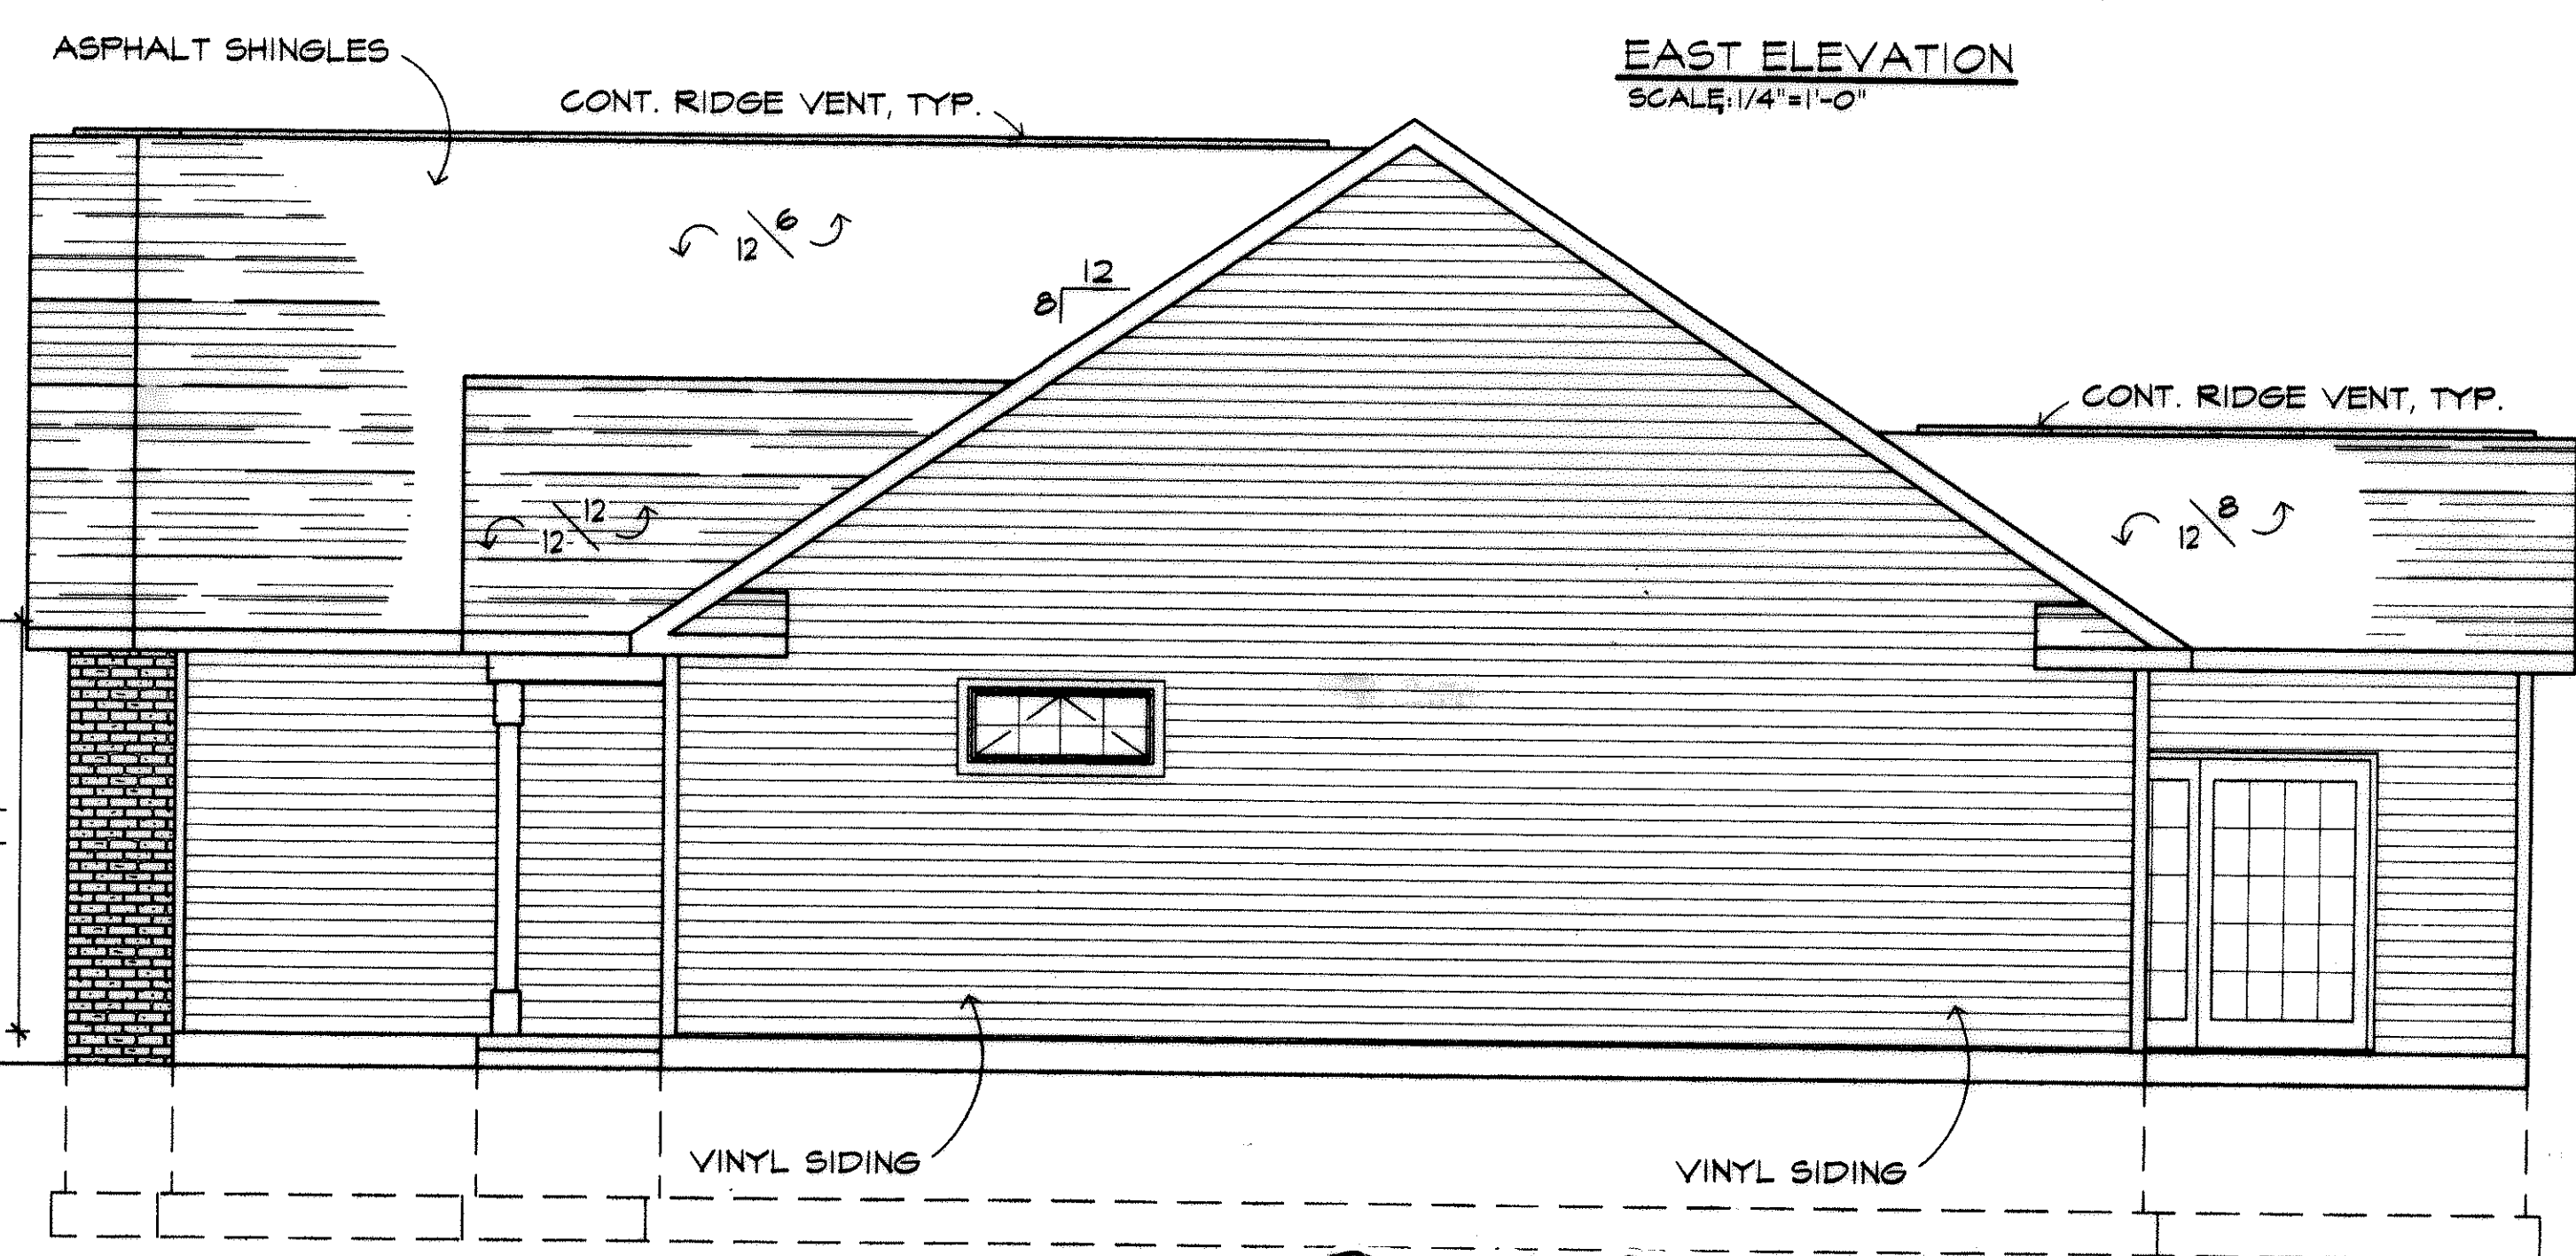 ASPHALT SHINGLES
EAST ELEVATION
SCALE:1/4"=1'-0"
CONT. RIDGE VENT, TYP.
6
12
12
8
CONT. RIDGE VENT, TYP.
12
12
8
12
VINYL SIDING
VINYL SIDING